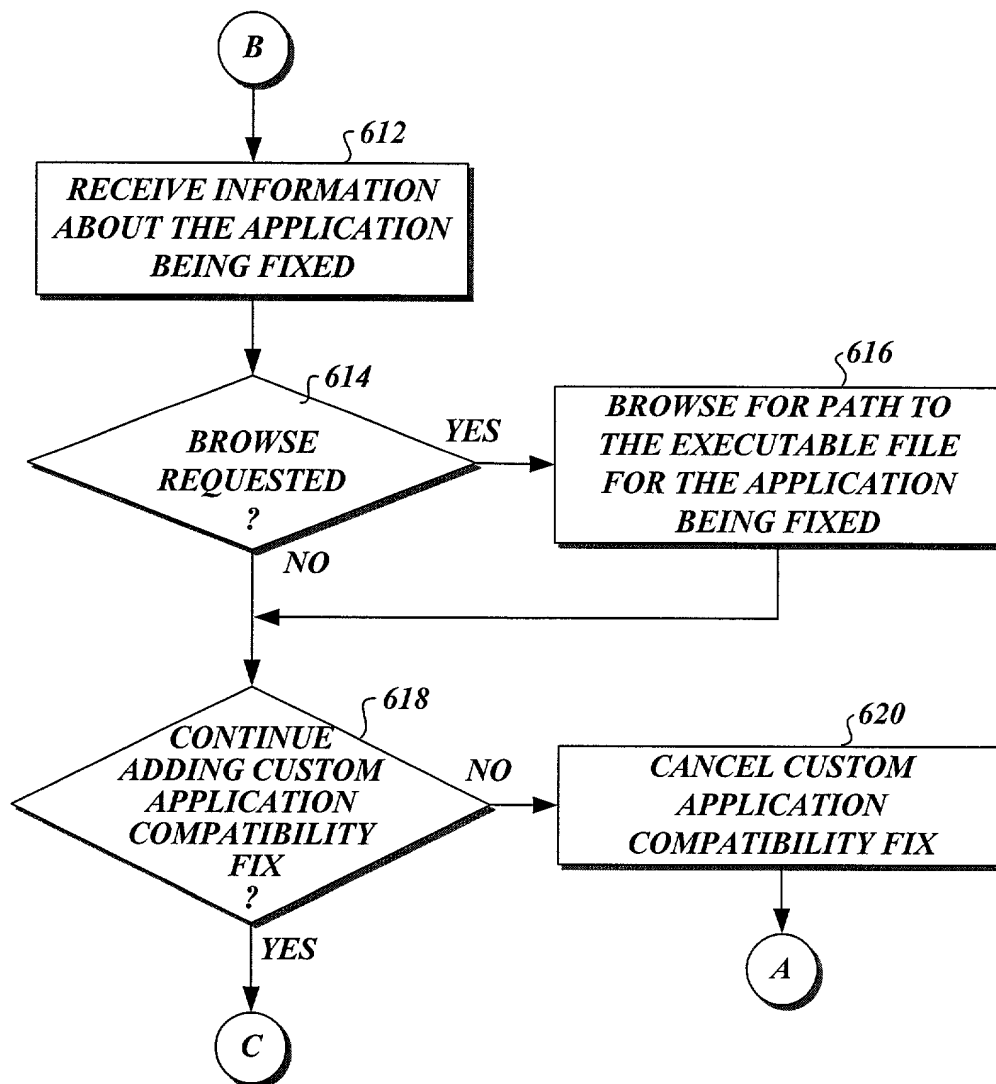 B
612
RECEIVE INFORMATION
ABOUT THE APPLICATION
BEING FIXED
614
BROWSE
REQUESTED
?
YES
NO
616
BROWSE FOR PATH TO
THE EXECUTABLE FILE
FOR THE APPLICATION
BEING FIXED
618
CONTINUE
ADDING CUSTOM
APPLICATION
COMPATIBILITY
FIX
?
NO
YES
620
CANCEL CUSTOM
APPLICATION
COMPATIBILITY FIX
A
C